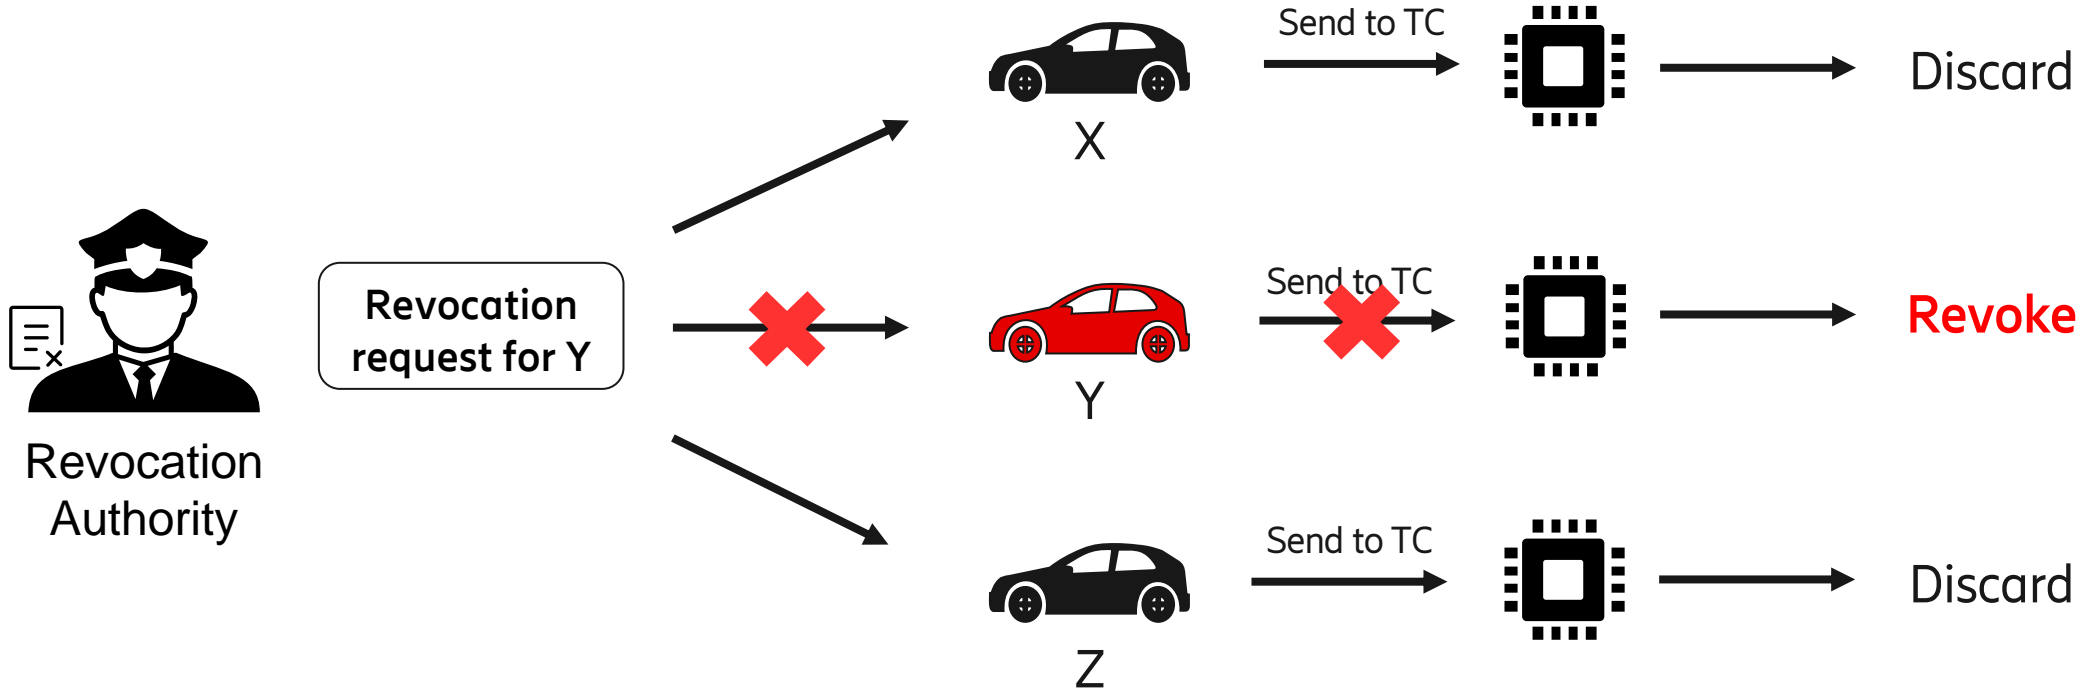 Send to TC
Discard
X
Revocation
request for Y
Send to TC
Revoke
Y
Revocation
Authority
Send to TC
Discard
Z